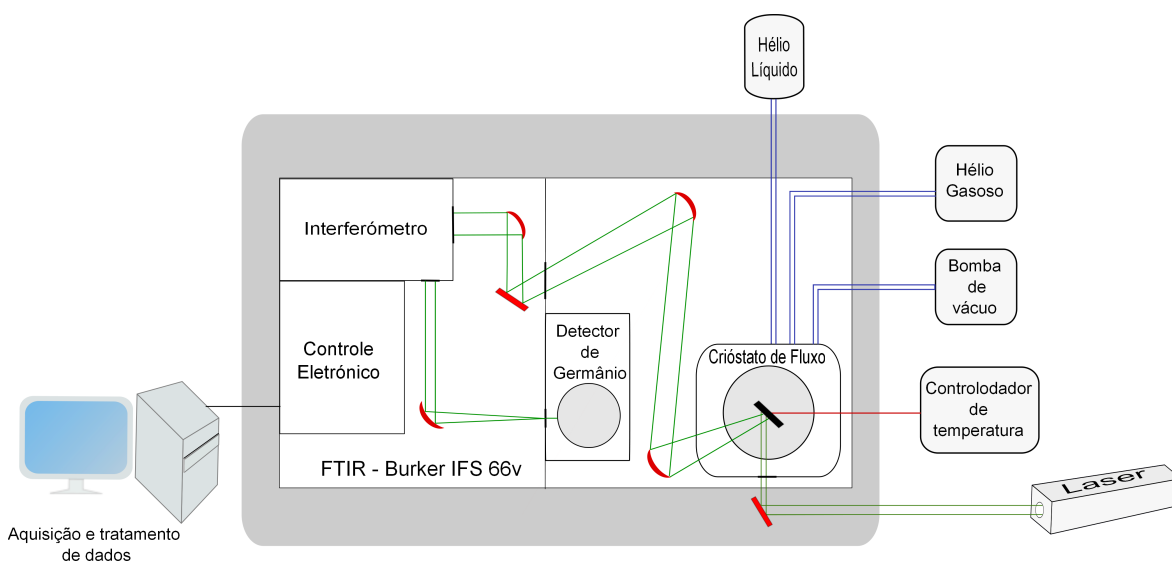 Hélio
Líquido
Hélio
Gasoso
Interferómetro
Bomba
de
vácuo
Detector
de
Germânio
Controle
Eletrónico
Crióstato de Fluxo
Controlodador
de
temperatura
FTIR - Burker IFS 66v
Laser
Aquisição e tratamento
de dados